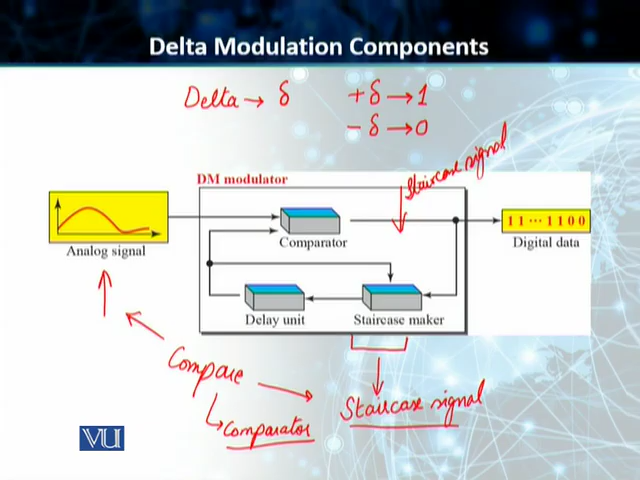 Delta Modulation Components
Delta → δ
+δ → 1
-δ → 0
Staircase signal
DM modulator
Analog signal
Comparator
11···1100
Digital data
Delay unit
Staircase maker
Compare
Comparator
Staircase signal
VU